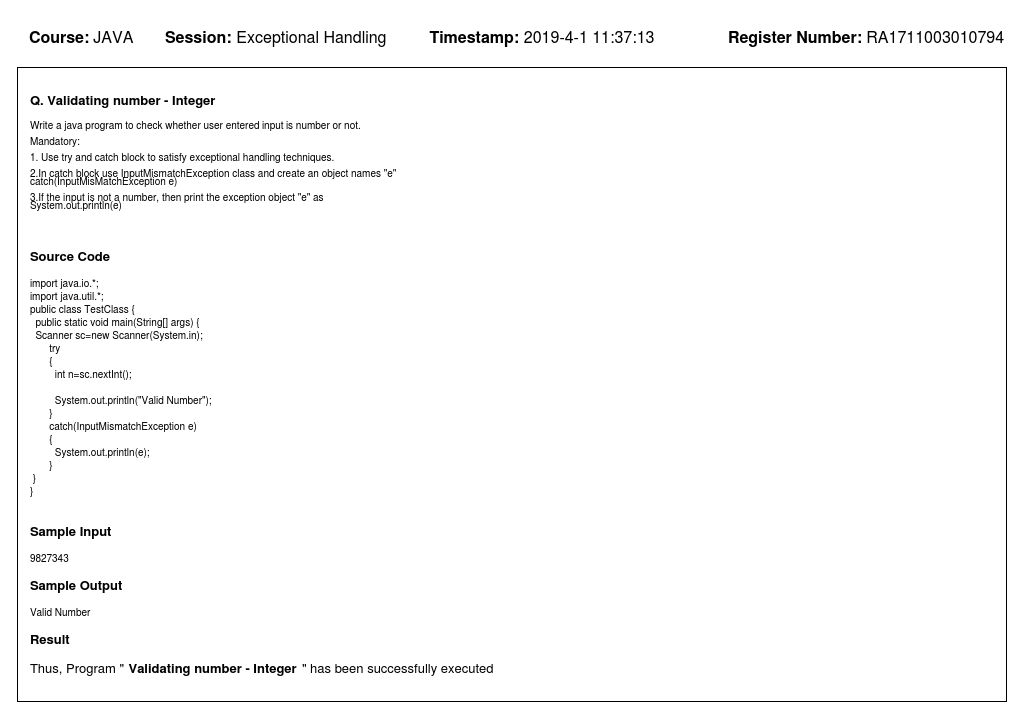 Course: JAVA Session: Exceptional Handling Timestamp: 2019-4-1 11:37:13 Register Number: RA1711003010794
Q. Validating number - Integer
Write a java program to check whether user entered input is number or not.
Mandatory:
1. Use try and catch block to satisfy exceptional handling techniques.
2.In catch block use InputMismatchException class and create an object names "e"
catch(InputMisMatchException e)
3.If the input is not a number, then print the exception object "e" as
System.out.println(e)
Source Code
import java.io.*;
import java.util.*;
public class TestClass {
public static void main(String[] args) {
Scanner sc=new Scanner(System.in);
try
{
int n=sc.nextInt();
System.out.println("Valid Number");
}
catch(InputMismatchException e)
{
System.out.println(e);
}
}
}
Sample Input
9827343
Sample Output
Valid Number
Result
Thus, Program " Validating number - Integer " has been successfully executed